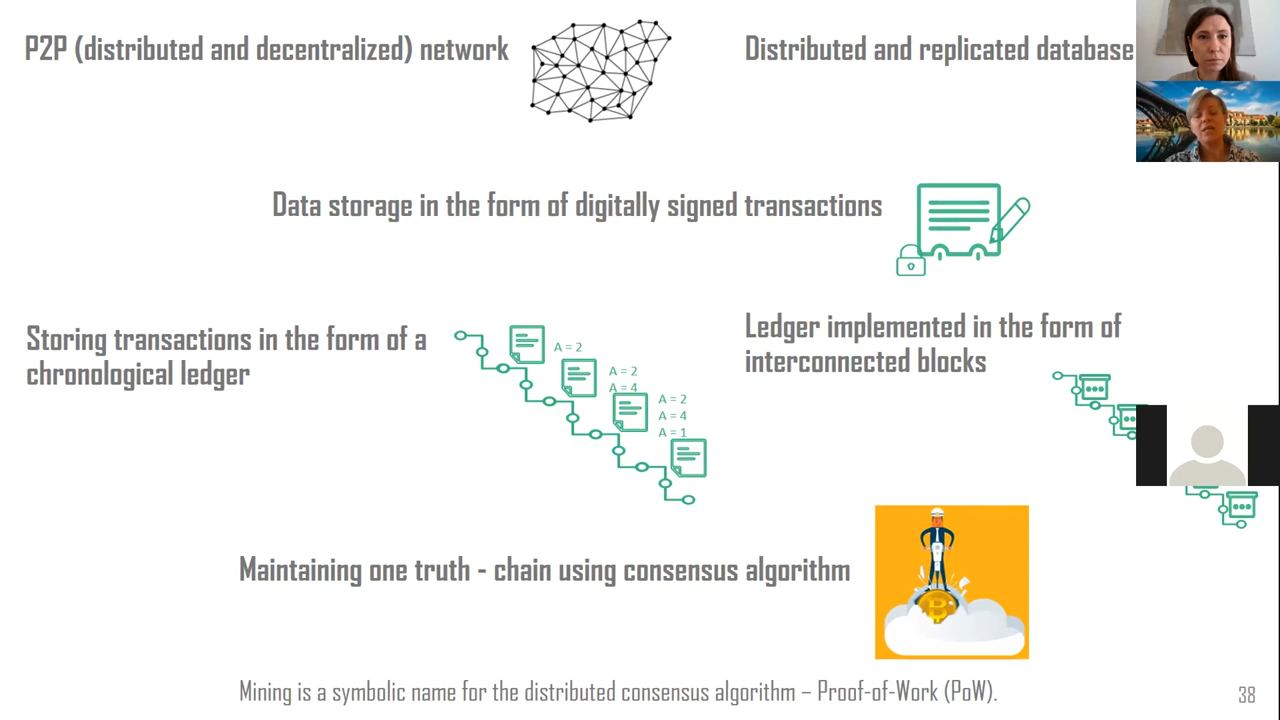 P2P (distributed and decentralized) network
Distributed and replicated database
Data storage in the form of digitally signed transactions
Storing transactions in the form of a
chronological ledger
A = 2
A = 2
A = 4
A = 2
A = 4
A = 1
Ledger implemented in the form of
interconnected blocks
Maintaining one truth - chain using consensus algorithm
Mining is a symbolic name for the distributed consensus algorithm – Proof-of-Work (PoW).
38